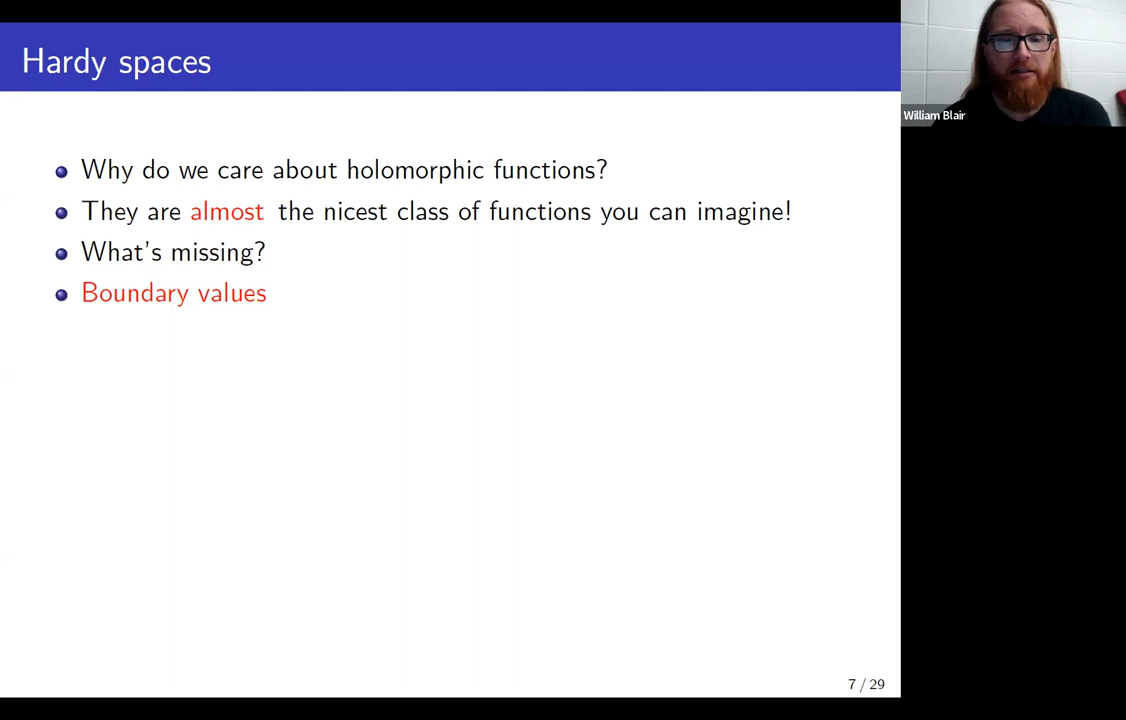 Hardy spaces
William Blair
Why do we care about holomorphic functions?
They are almost the nicest class of functions you can imagine!
What's missing?
Boundary values
7 / 29